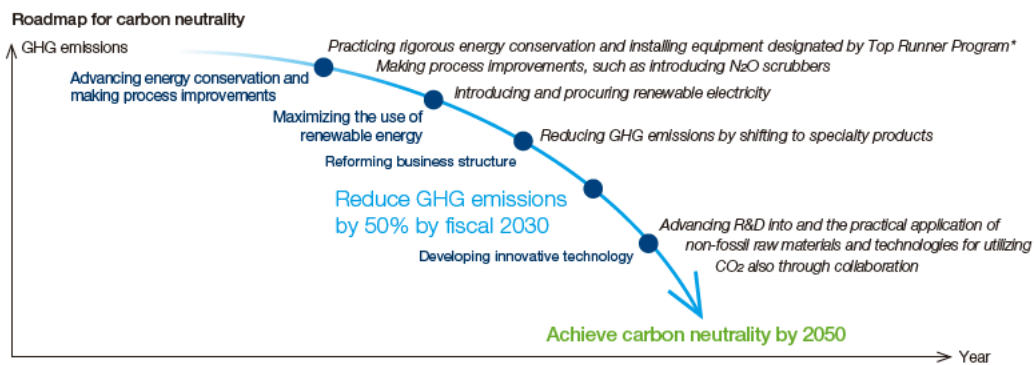 Roadmap for carbon neutrality
GHG emissions
Practicing rigorous energy conservation and installing equipment designated by Top Runner Program*
Making process improvements, such as introducing N₂O scrubbers
Advancing energy conservation and
making process improvements
Introducing and procuring renewable electricity
Maximizing the use of
renewable energy
Reducing GHG emissions by shifting to specialty products
Reforming business structure
Reduce GHG emissions
by 50% by fiscal 2030
Advancing R&D into and the practical application of
non-fossil raw materials and technologies for utilizing
CO₂ also through collaboration
Developing innovative technology
Achieve carbon neutrality by 2050
Year